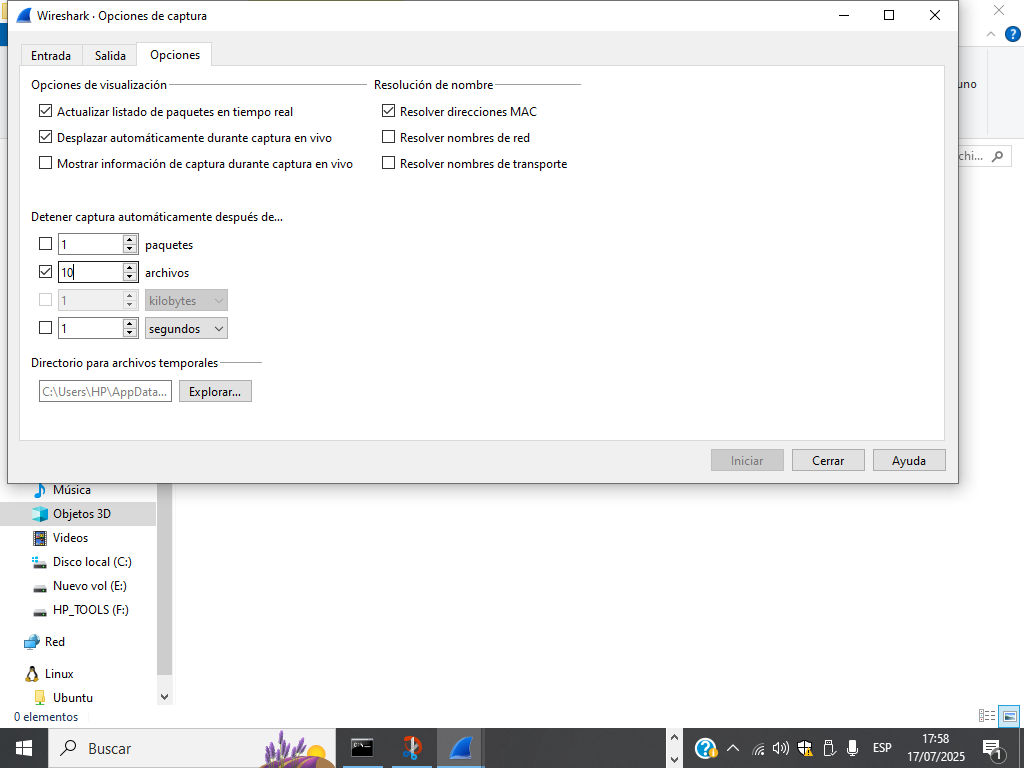 Wireshark · Opciones de captura
Entrada Salida Opciones
Opciones de visualización Resolución de nombre
Actualizar listado de paquetes en tiempo real Resolver direcciones MAC
Desplazar automáticamente durante captura en vivo Resolver nombres de red
Mostrar información de captura durante captura en vivo Resolver nombres de transporte
Detener captura automáticamente después de...
1 paquetes
10 archivos
1 kilobytes
1 segundos
Directorio para archivos temporales
C:\Users\HP\AppData... Explorar...
Iniciar Cerrar Ayuda
uno
chi...
Música
Objetos 3D
Videos
Disco local (C:)
Nuevo vol (E:)
HP_TOOLS (F:)
Red
Linux
Ubuntu
0 elementos
Buscar
ESP
17:58
17/07/2025
1